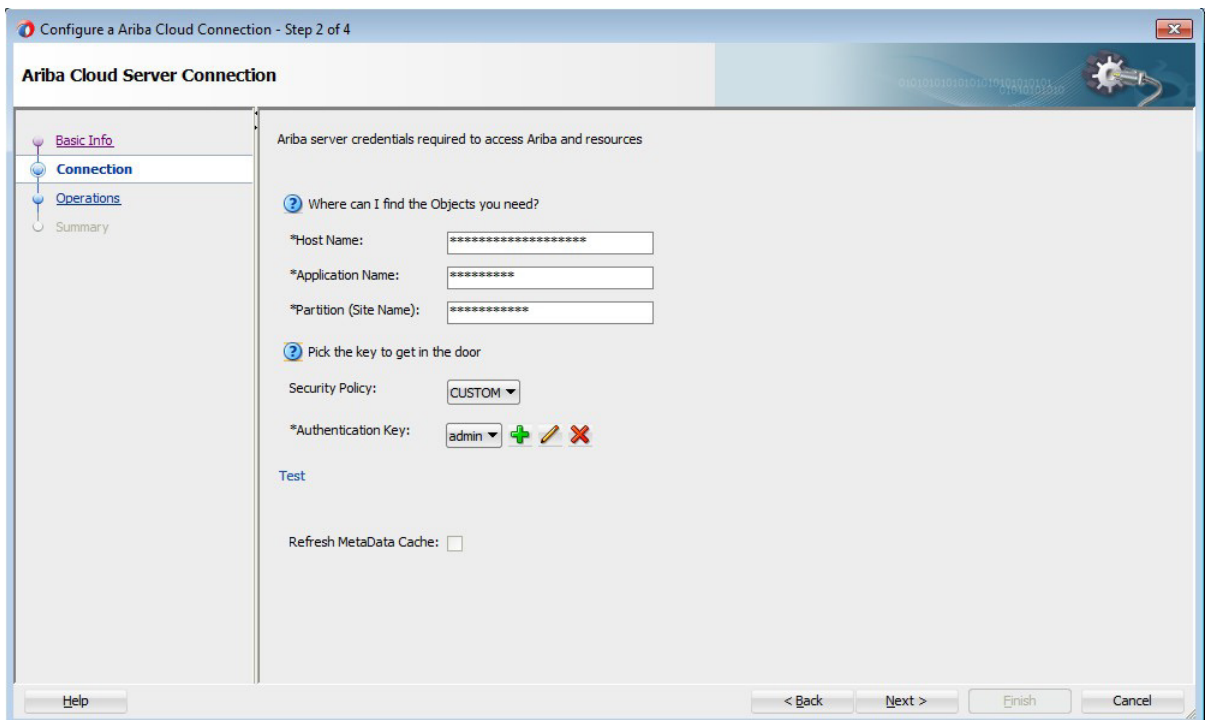 Configure a Ariba Cloud Connection - Step 2 of 4
Ariba Cloud Server Connection
Basic Info
Connection
Operations
Summary
Ariba server credentials required to access Ariba and resources
Where can I find the Objects you need?
*Host Name: *******************
*Application Name: *********
*Partition (Site Name): ***********
Pick the key to get in the door
Security Policy: CUSTOM
*Authentication Key: admin
Test
Refresh MetaData Cache:
Help
< Back Next > Finish Cancel